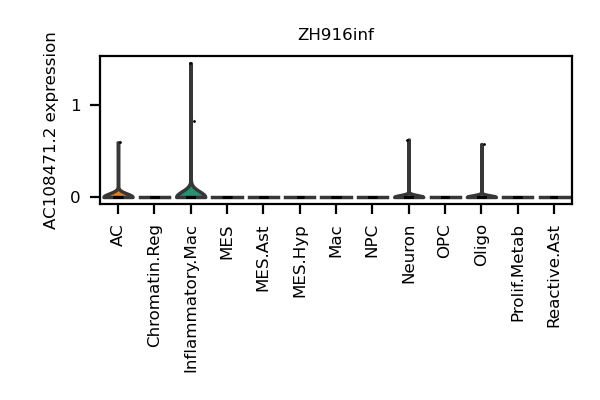 ZH916inf
AC108471.2 expression
1
0
AC
Chromatin.Reg
Inflammatory.Mac
MES
MES.Ast
MES.Hyp
Mac
NPC
Neuron
OPC
Oligo
Prolif.Metab
Reactive.Ast